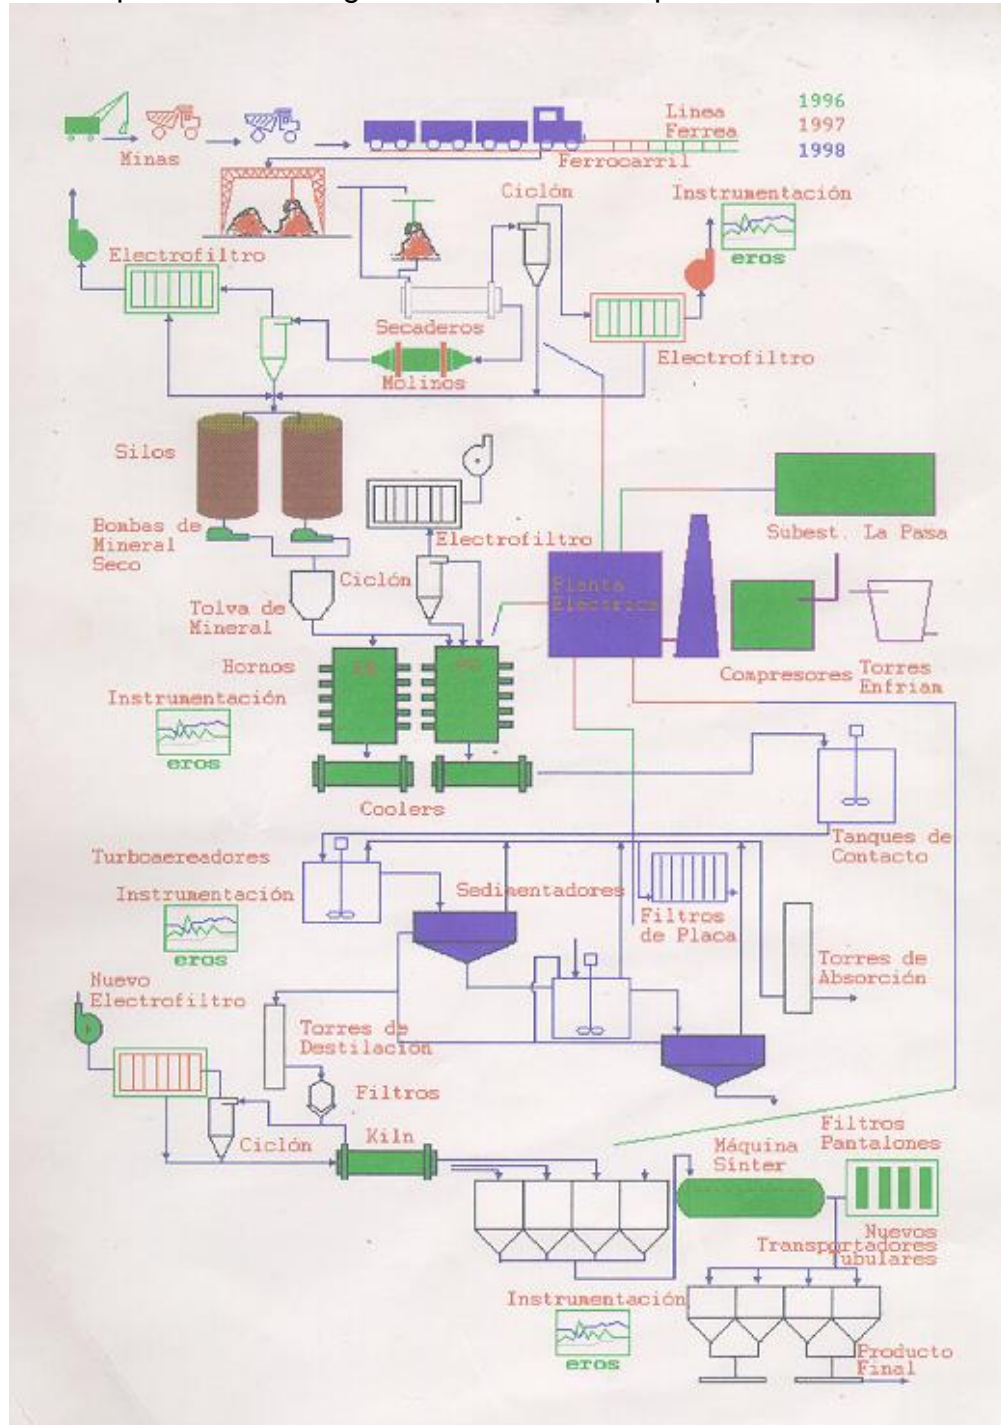 1996
Linea
Ferrea
1997
1998
Minas
Ferrocarril
Ciclón
Instrumentación
eros
Electrofiltro
Secaderos
Electrofiltro
Molinos
Silos
Bombas de
Mineral
Seco
Electrofiltro
Subest. La Pasa
Ciclón
Planta
Electrica
Tolva de
Mineral
Hornos
Compresores
Torres
Enfriam
Instrumentación
eros
Coolers
Tanques de
Contacto
Turboaereadores
Instrumentación
Sedimentadores
eros
Filtros
de Placa
Torres de
Absorción
Nuevo
Electrofiltro
Torres de
Destilación
Filtros
Ciclón
Kiln
Máquina
Sinter
Filtros
Pantalones
Nuevos
Transportadores
Tubulares
Instrumentación
eros
Producto
Final